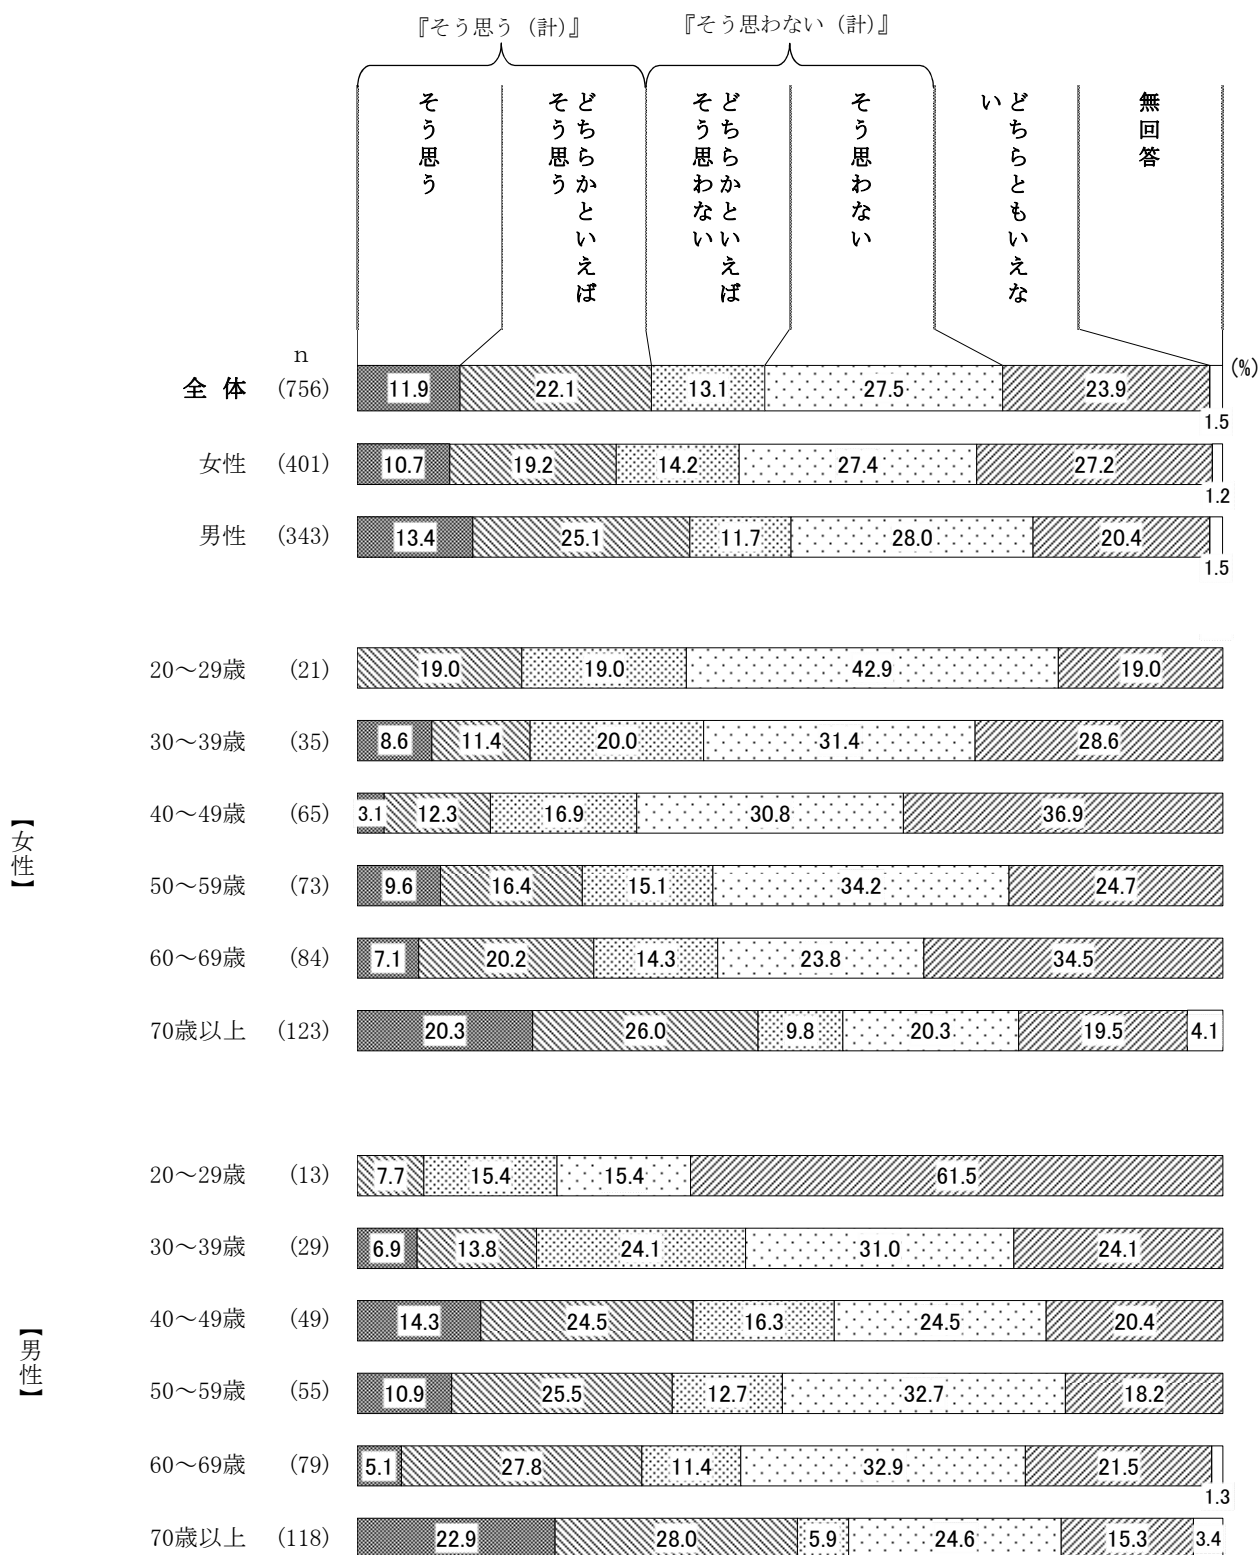 『そう思う（計）』 『そう思わない（計）』
そう思う
どちらかといえば
そう思う
どちらかといえば
そう思わない
そう思わない
どちらともいえな
い
無回答
n
(%)
全 体 (756) 11.9 22.1 13.1 27.5 23.9 1.5
女性 (401) 10.7 19.2 14.2 27.4 27.2 1.2
男性 (343) 13.4 25.1 11.7 28.0 20.4 1.5
【女性】
20～29歳 (21) 19.0 19.0 42.9 19.0
30～39歳 (35) 8.6 11.4 20.0 31.4 28.6
40～49歳 (65) 3.1 12.3 16.9 30.8 36.9
50～59歳 (73) 9.6 16.4 15.1 34.2 24.7
60～69歳 (84) 7.1 20.2 14.3 23.8 34.5
70歳以上 (123) 20.3 26.0 9.8 20.3 19.5 4.1
【男性】
20～29歳 (13) 7.7 15.4 15.4 61.5
30～39歳 (29) 6.9 13.8 24.1 31.0 24.1
40～49歳 (49) 14.3 24.5 16.3 24.5 20.4
50～59歳 (55) 10.9 25.5 12.7 32.7 18.2
60～69歳 (79) 5.1 27.8 11.4 32.9 21.5 1.3
70歳以上 (118) 22.9 28.0 5.9 24.6 15.3 3.4